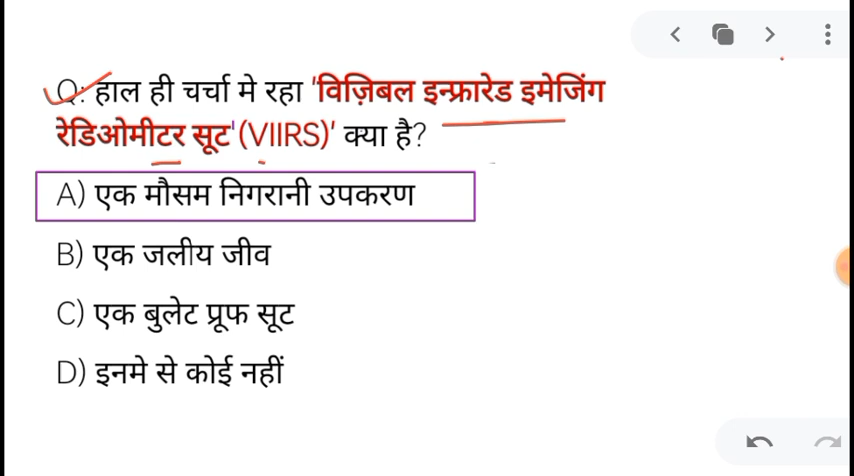 Q: हाल ही चर्चा मे रहा 'विज़िबल इन्फ्रारेड इमेजिंग
रेडिओमीटर सूट' (VIIRS)' क्या है?
A) एक मौसम निगरानी उपकरण
B) एक जलीय जीव
C) एक बुलेट प्रूफ सूट
D) इनमे से कोई नहीं